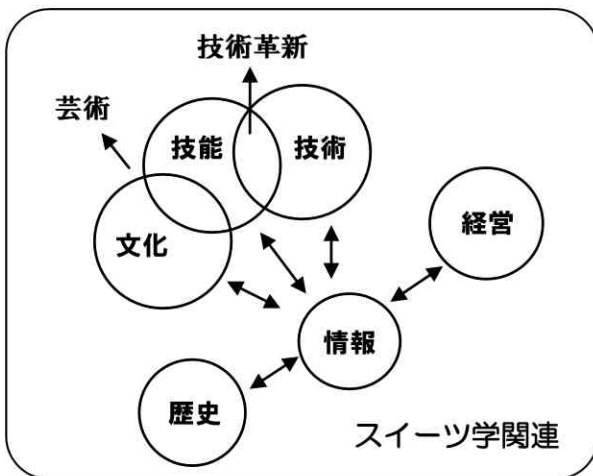 技術革新
芸術
技能
技術
文化
経営
情報
歴史
スイーツ学関連